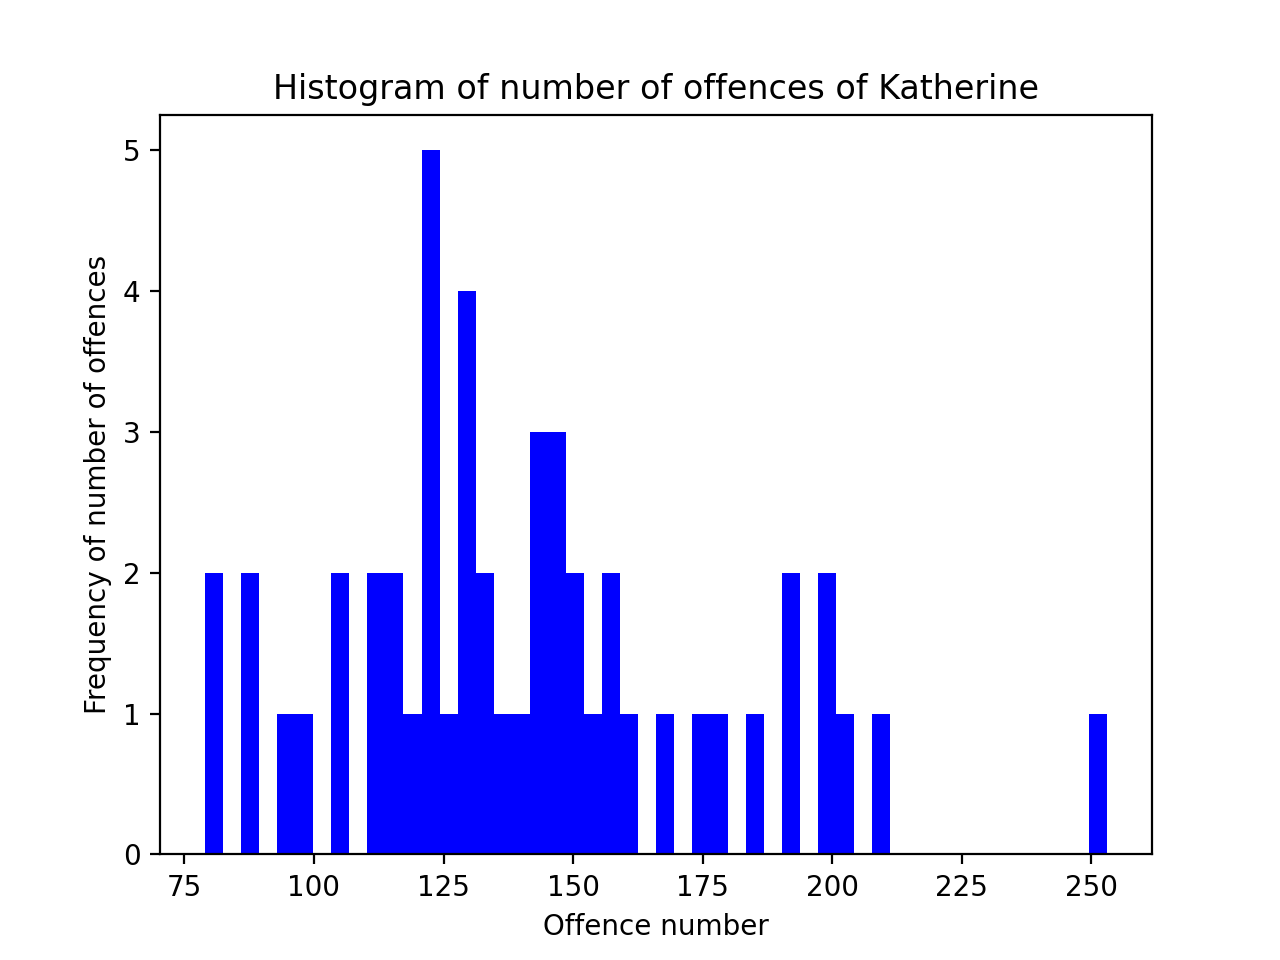 Histogram of number of offences of Katherine
5
4
3
2
1
0
Frequency of number of offences
75 100 125 150 175 200 225 250
Offence number